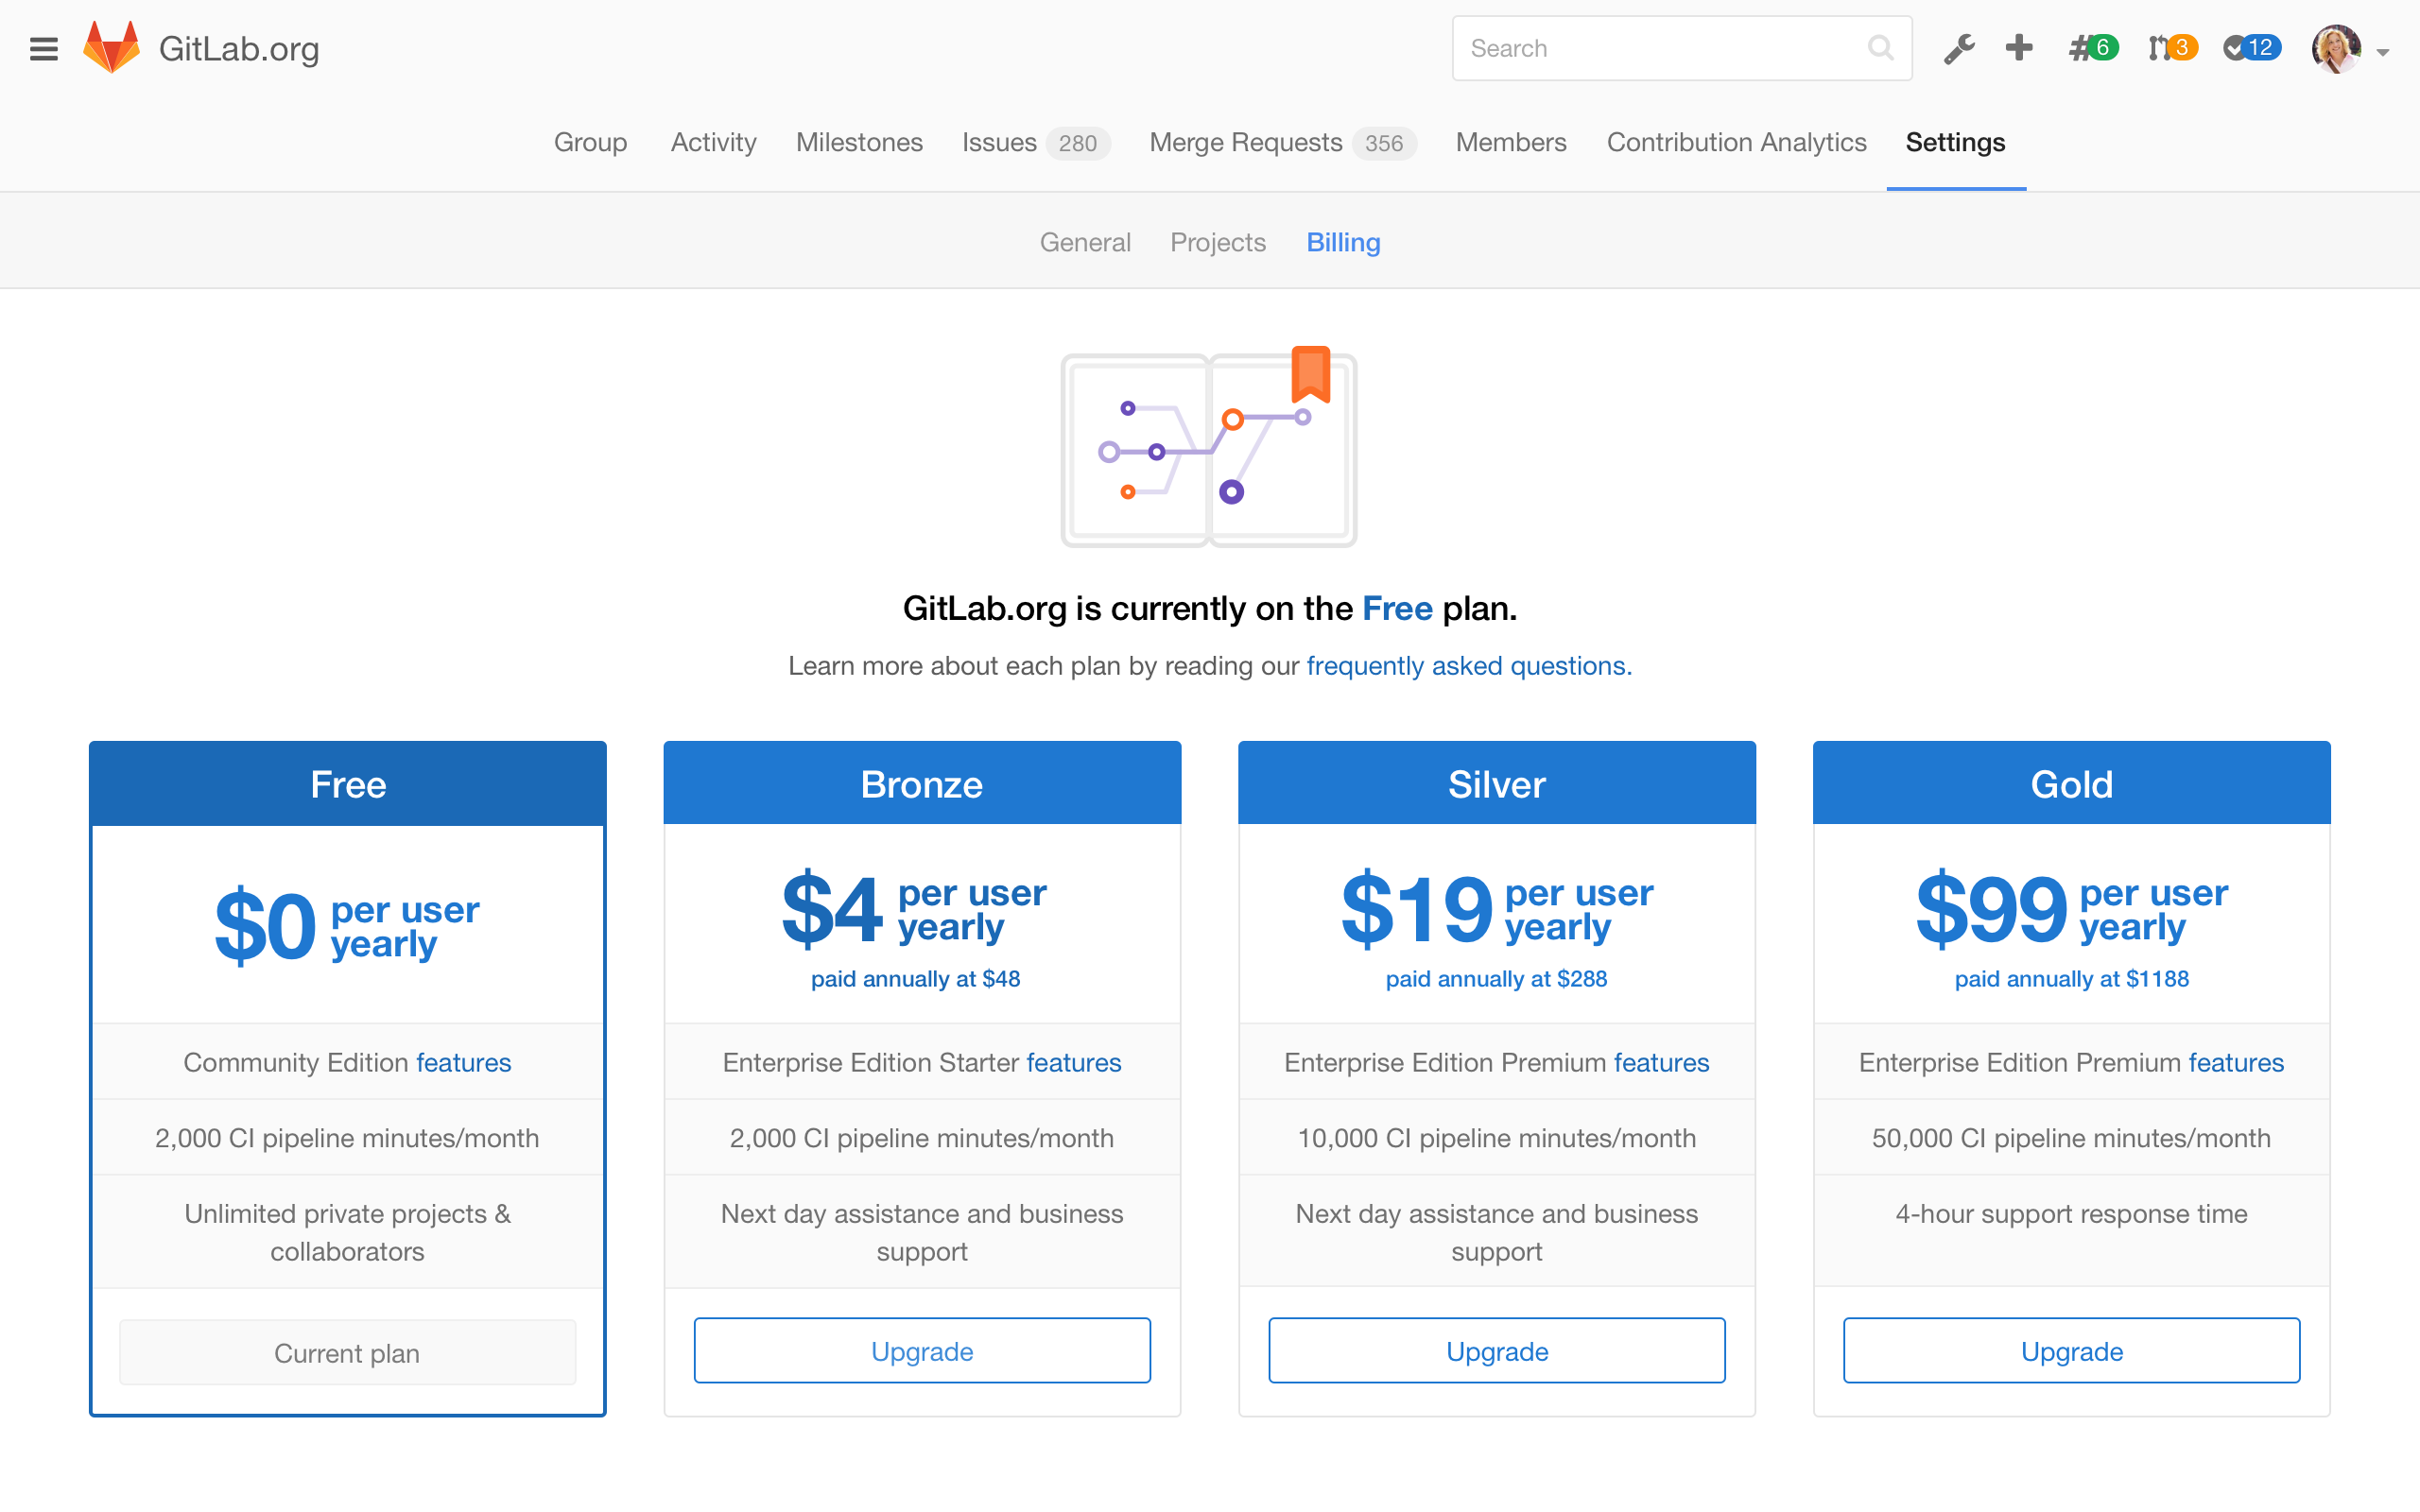 GitLab.org
Search
6
3
12
Group Activity Milestones Issues 280 Merge Requests 356 Members Contribution Analytics Settings
General Projects Billing
GitLab.org is currently on the Free plan.
Learn more about each plan by reading our frequently asked questions.
Free
$0 per user
yearly
Community Edition features
2,000 CI pipeline minutes/month
Unlimited private projects &
collaborators
Current plan
Bronze
$4 per user
yearly
paid annually at $48
Enterprise Edition Starter features
2,000 CI pipeline minutes/month
Next day assistance and business
support
Upgrade
Silver
$19 per user
yearly
paid annually at $288
Enterprise Edition Premium features
10,000 CI pipeline minutes/month
Next day assistance and business
support
Upgrade
Gold
$99 per user
yearly
paid annually at $1188
Enterprise Edition Premium features
50,000 CI pipeline minutes/month
4-hour support response time
Upgrade